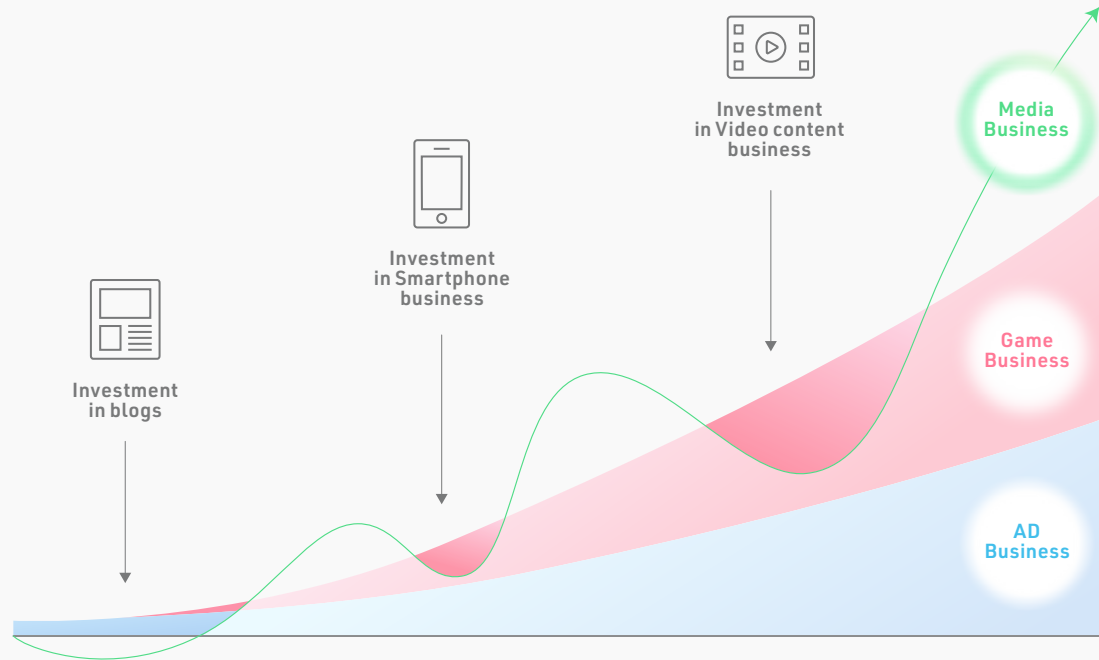 Investment
in blogs
Investment
in Smartphone
business
Investment
in Video content
business
Media
Business
Game
Business
AD
Business